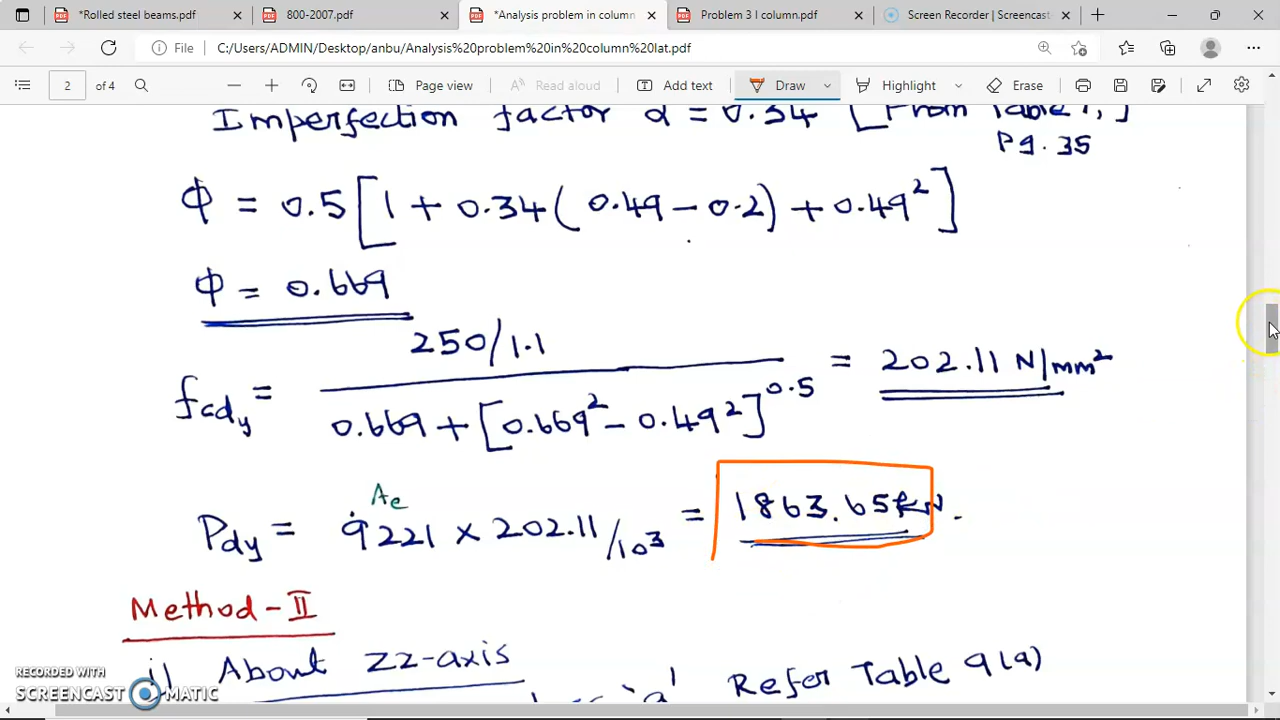 *Rolled steel beams.pdf
800-2007.pdf
*Analysis problem in column
Problem 3 I column.pdf
Screen Recorder | Screencast
File
C:/Users/ADMIN/Desktop/anbu/Analysis%20problem%20in%20column%20lat.pdf
2 of 4
Page view
Read aloud
Add text
Draw
Highlight
Erase
Imperfection factor α = 0.34 [From Table 7,]
Pg. 35
Φ = 0.5 [1 + 0.34 ( 0.49 - 0.2) + 0.49²]
Φ = 0.669
fcdy = 250/1.1 / 0.669 + [0.669² - 0.49²]^0.5 = 202.11 N/mm²
Ae
Pdy = 9221 × 202.11/10³ = 1863.65 kN.
Method - II
i) About zz-axis
'a' Refer Table 9(a)
RECORDED WITH
SCREENCAST MATIC